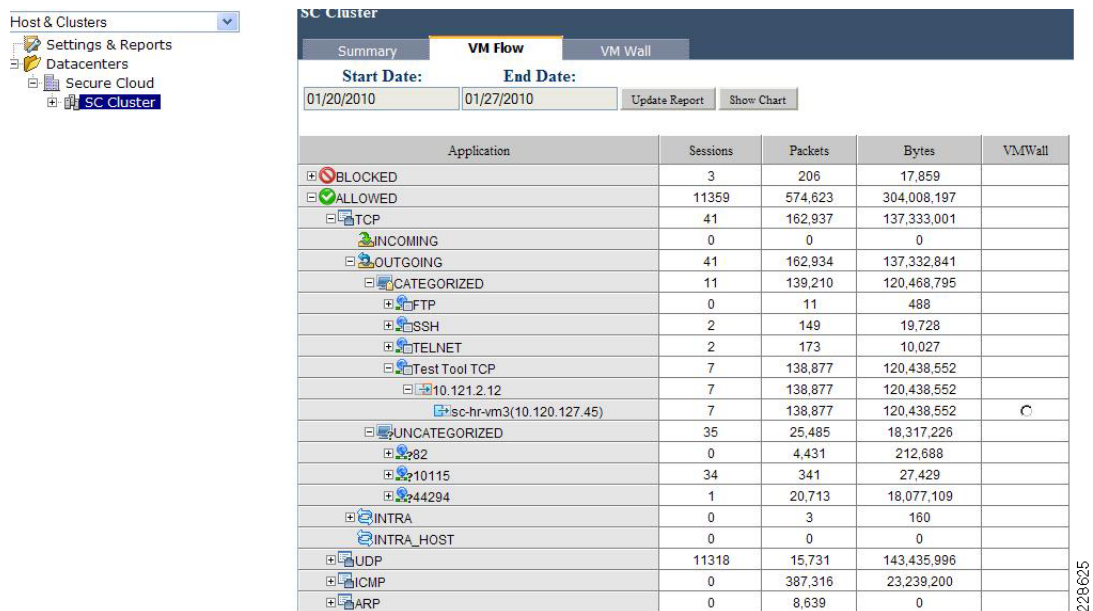 Host & Clusters
Settings & Reports
Datacenters
Secure Cloud
SC Cluster
SC Cluster
Summary VM Flow VM Wall
Start Date: End Date:
01/20/2010 01/27/2010 Update Report Show Chart
Application Sessions Packets Bytes VMWall
BLOCKED 3 206 17,859
ALLOWED 11359 574,623 304,008,197
TCP 41 162,937 137,333,001
INCOMING 0 0 0
OUTGOING 41 162,934 137,332,841
CATEGORIZED 11 139,210 120,468,795
FTP 0 11 488
SSH 2 149 19,728
TELNET 2 173 10,027
Test Tool TCP 7 138,877 120,438,552
10.121.2.12 7 138,877 120,438,552
sc-hr-vm3(10.120.127.45) 7 138,877 120,438,552
UNCATEGORIZED 35 25,485 18,317,226
82 0 4,431 212,688
10115 34 341 27,429
44294 1 20,713 18,077,109
INTRA 0 3 160
INTRA_HOST 0 0 0
UDP 11318 15,731 143,435,996
ICMP 0 387,316 23,239,200
ARP 0 8,639 0
228625